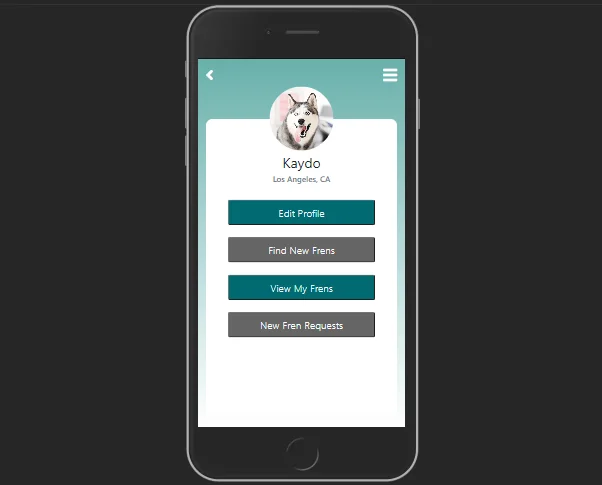 Kaydo
Los Angeles, CA
Edit Profile
Find New Frens
View My Frens
New Fren Requests